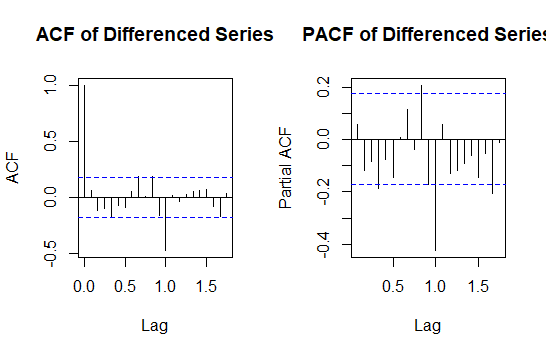 ACF of Differenced Series
PACF of Differenced Series
ACF
1.0
0.5
0.0
-0.5
0.0 0.5 1.0 1.5
Lag
Partial ACF
0.2
0.0
-0.2
-0.4
0.5 1.0 1.5
Lag